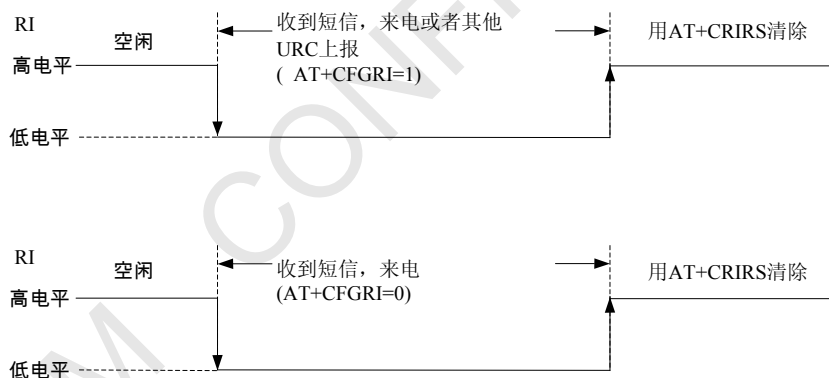 RI
空闲
收到短信，来电或者其他
URC上报
( AT+CFGRI=1)
用AT+CRIRS清除
高电平
低电平
RI
空闲
收到短信，来电
(AT+CFGRI=0)
用AT+CRIRS清除
高电平
低电平
M CONF